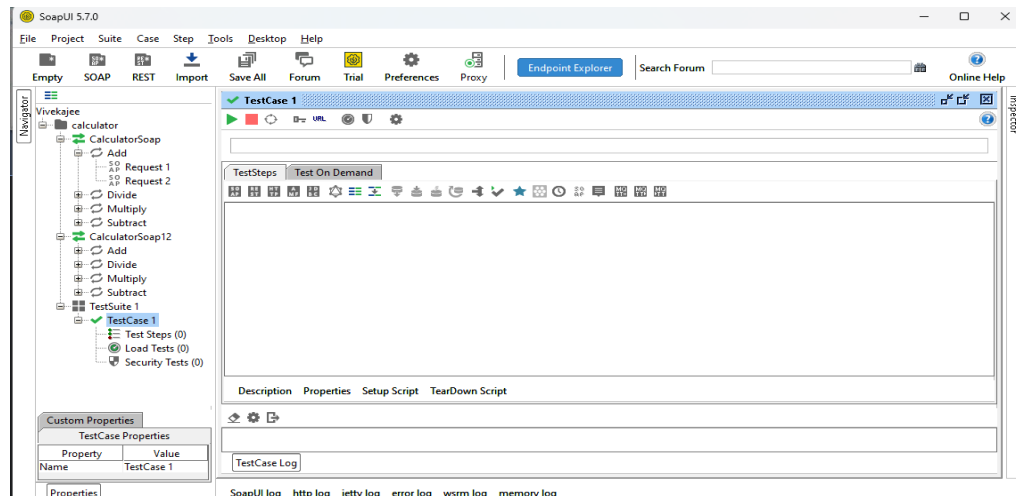 SoapUI 5.7.0
File Project Suite Case Step Tools Desktop Help
Empty SOAP REST Import Save All Forum Trial Preferences Proxy Endpoint Explorer Search Forum Online Help
Navigator
Inspector
Vivekajee
calculator
CalculatorSoap
Add
SOAP Request 1
SOAP Request 2
Divide
Multiply
Subtract
CalculatorSoap12
Add
Divide
Multiply
Subtract
TestSuite 1
TestCase 1
Test Steps (0)
Load Tests (0)
Security Tests (0)
Custom Properties
TestCase Properties
Property Value
Name TestCase 1
Properties
TestCase 1
URL
TestSteps Test On Demand
Description Properties Setup Script TearDown Script
TestCase Log
SoapUI log http log jetty log error log wsrm log memory log